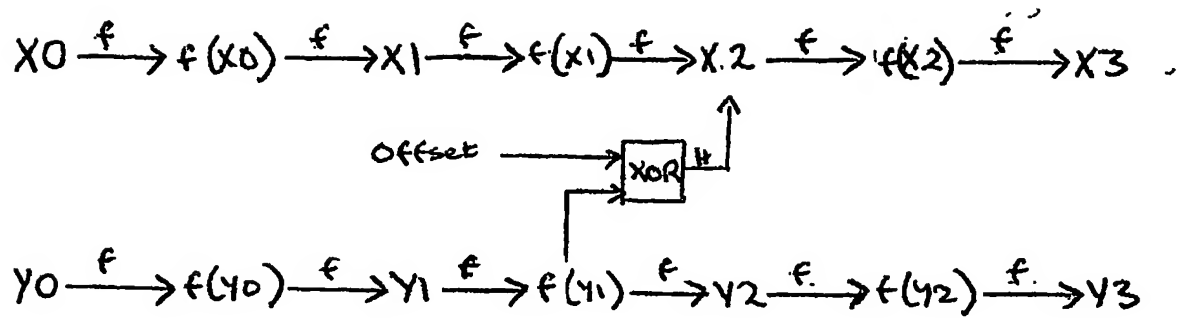 X0 f f(X0) f X1 f f(X1) f X2 f f(X2) f X3
Offset XOR H
Y0 f f(Y0) f Y1 f f(Y1) f Y2 f. f(Y2) f. Y3